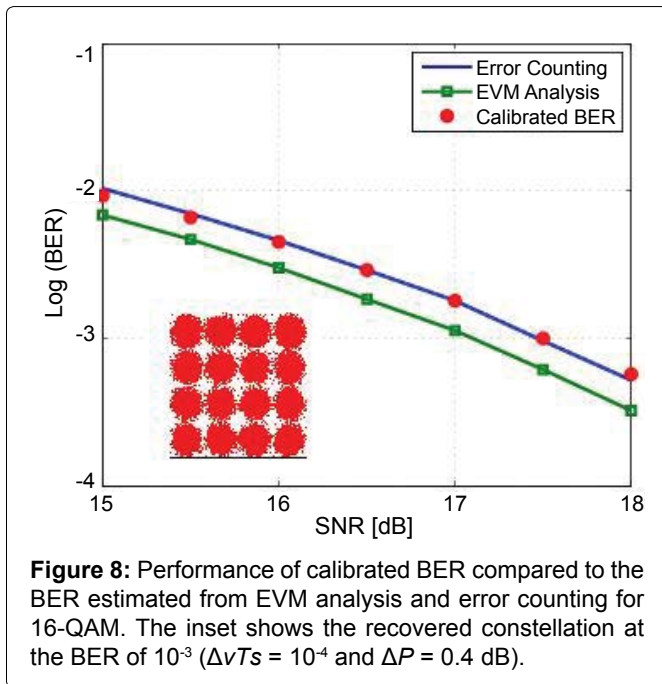 -1
Error Counting
EVM Analysis
Calibrated BER
-2
Log (BER)
-3
-4
15
16
17
18
SNR [dB]
Figure 8: Performance of calibrated BER compared to the
BER estimated from EVM analysis and error counting for
16-QAM. The inset shows the recovered constellation at
the BER of 10⁻³ (ΔvTs = 10⁻⁴ and ΔP = 0.4 dB).